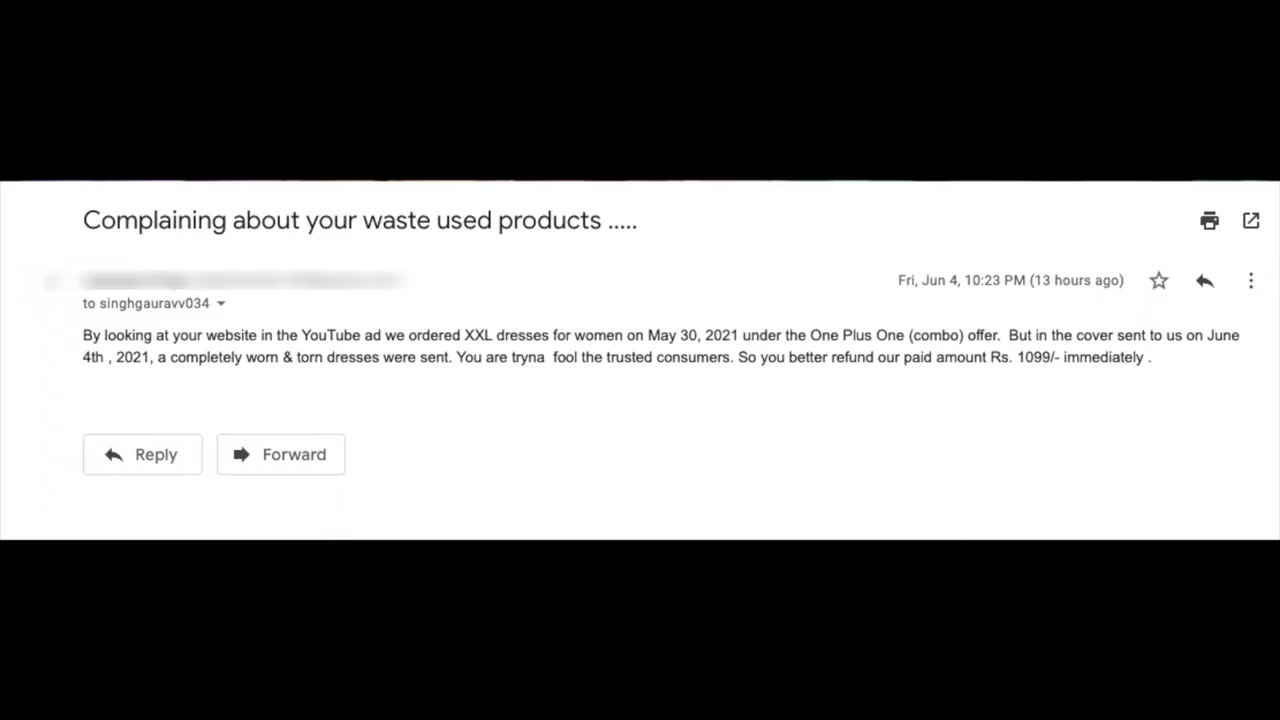 Complaining about your waste used products .....
Fri, Jun 4, 10:23 PM (13 hours ago)
to singhgauravv034
By looking at your website in the YouTube ad we ordered XXL dresses for women on May 30, 2021 under the One Plus One (combo) offer.  But in the cover sent to us on June
4th , 2021, a completely worn & torn dresses were sent. You are tryna  fool the trusted consumers. So you better refund our paid amount Rs. 1099/- immediately .
Reply
Forward